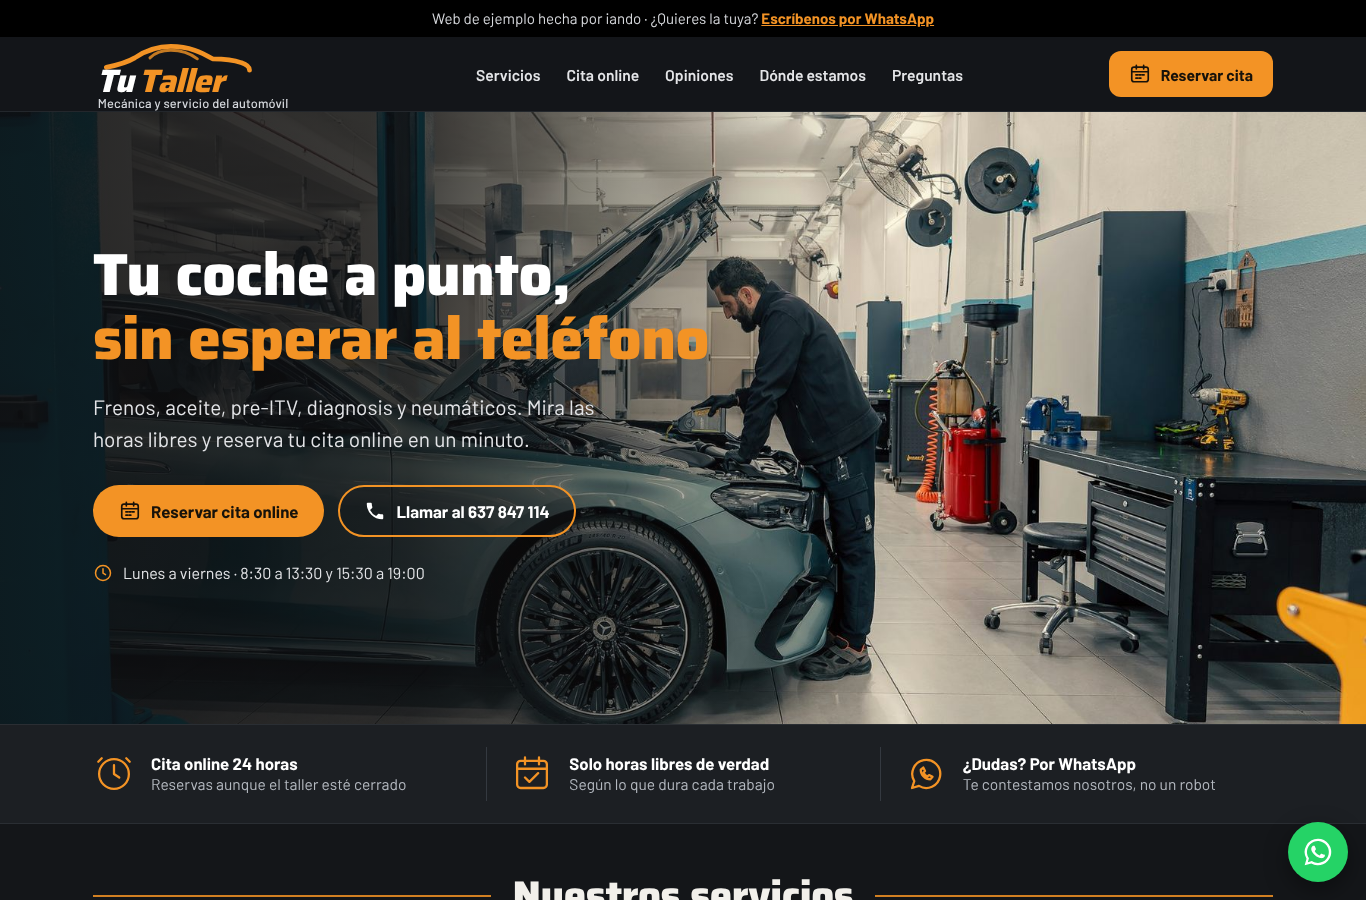 Web de ejemplo hecha por iando · ¿Quieres la tuya? Escríbenos por WhatsApp
Tu Taller
Mecánica y servicio del automóvil
Servicios
Cita online
Opiniones
Dónde estamos
Preguntas
Reservar cita
Tu coche a punto,
sin esperar al teléfono
Frenos, aceite, pre-ITV, diagnosis y neumáticos. Mira las
horas libres y reserva tu cita online en un minuto.
Reservar cita online
Llamar al 637 847 114
Lunes a viernes · 8:30 a 13:30 y 15:30 a 19:00
Cita online 24 horas
Reservas aunque el taller esté cerrado
Solo horas libres de verdad
Según lo que dura cada trabajo
¿Dudas? Por WhatsApp
Te contestamos nosotros, no un robot
Nuestros servicios